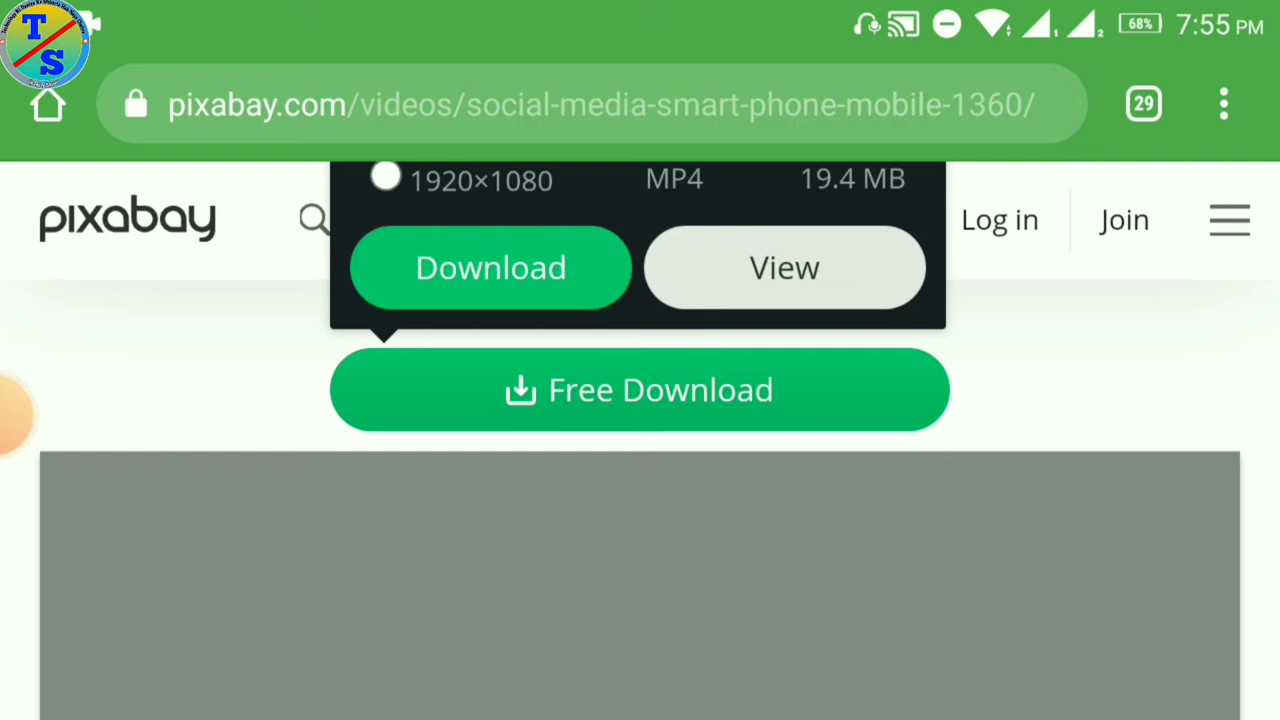 T
S
68%
7:55 PM
pixabay.com/videos/social-media-smart-phone-mobile-1360/
29
1920×1080 MP4 19.4 MB
pixabay
Log in
Join
Download
View
Free Download